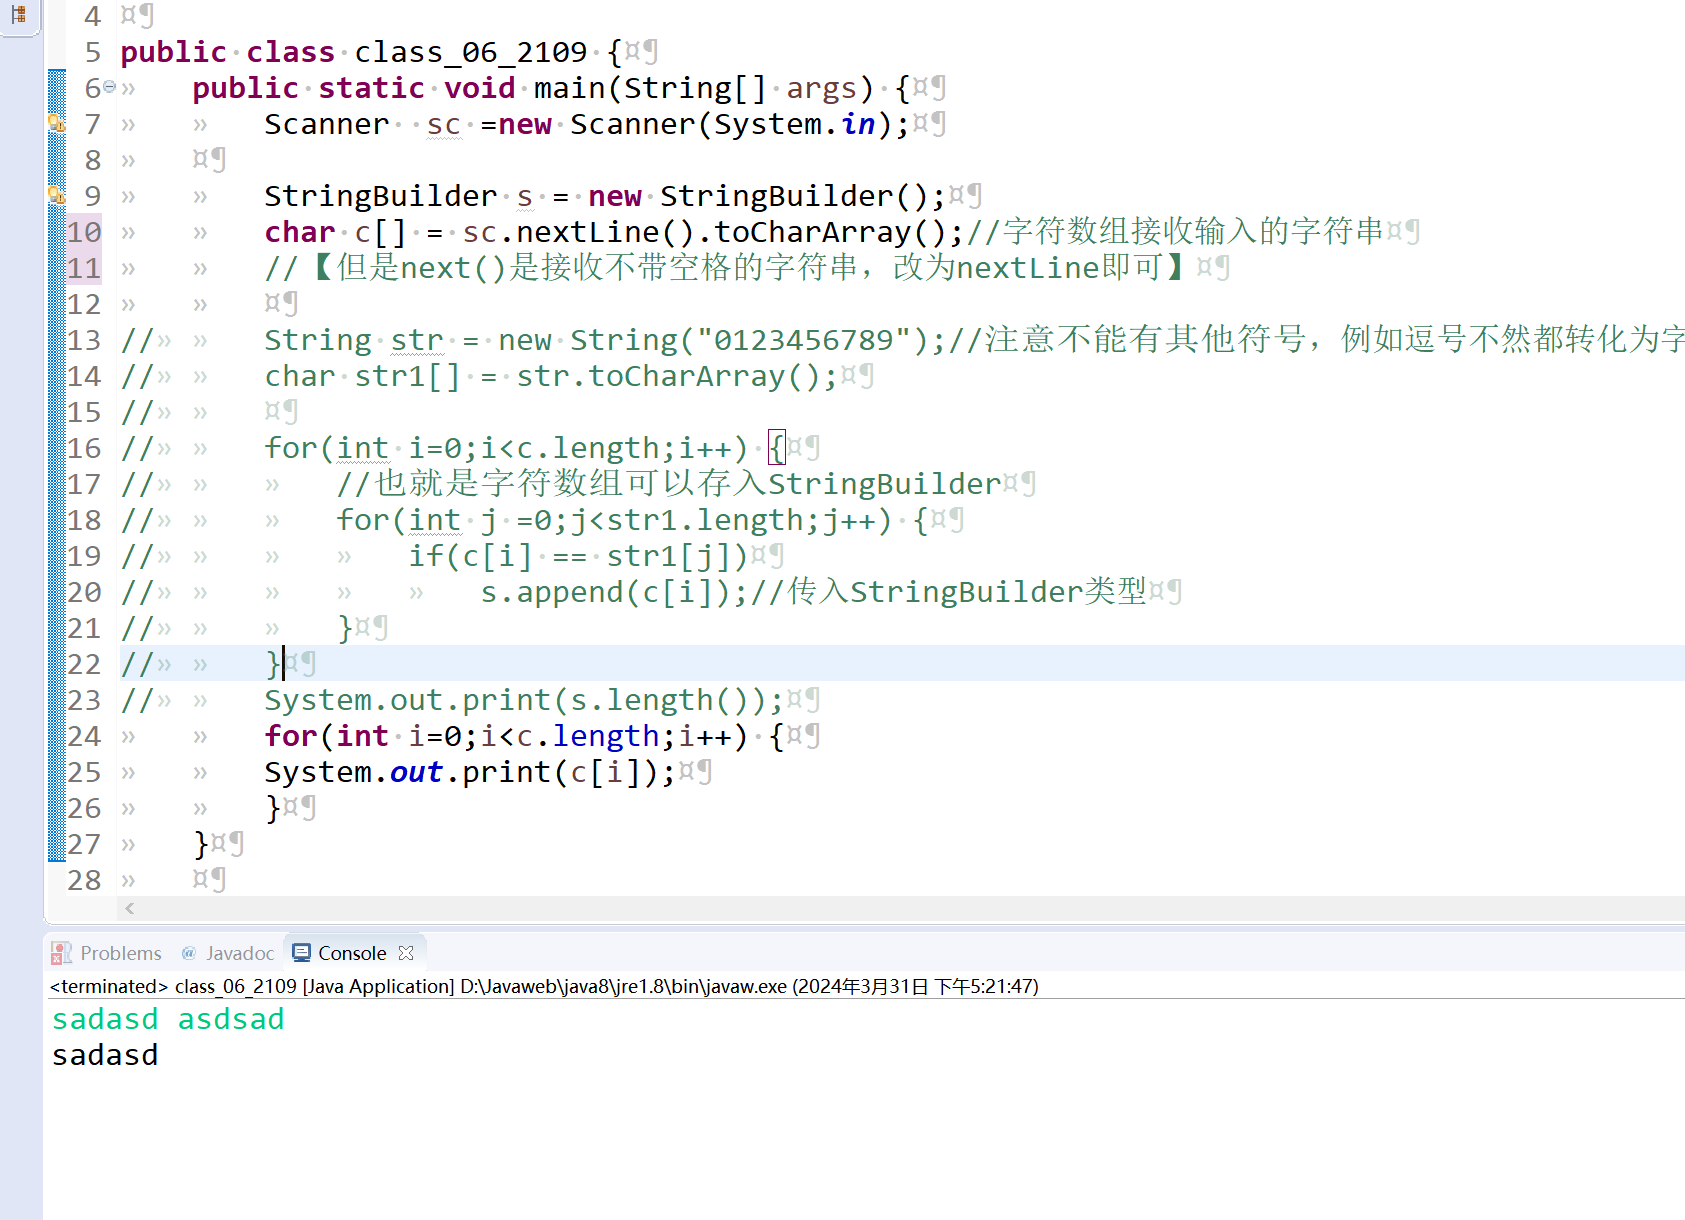 4
5 public class class_06_2109 {
6 public static void main(String[] args) {
7 Scanner  sc =new Scanner(System.in);
8
9 StringBuilder s = new StringBuilder();
10 char c[] = sc.nextLine().toCharArray();//字符数组接收输入的字符串
11 //【但是next()是接收不带空格的字符串，改为nextLine即可】
12
13 // String str = new String("0123456789");//注意不能有其他符号，例如逗号不然都转化为字
14 // char str1[] = str.toCharArray();
15 //
16 // for(int i=0;i<c.length;i++) {
17 // //也就是字符数组可以存入StringBuilder
18 // for(int j =0;j<str1.length;j++) {
19 // if(c[i] == str1[j])
20 // s.append(c[i]);//传入StringBuilder类型
21 // }
22 // }
23 // System.out.print(s.length());
24 for(int i=0;i<c.length;i++) {
25 System.out.print(c[i]);
26 }
27 }
28
Problems @ Javadoc Console
<terminated> class_06_2109 [Java Application] D:\Javaweb\java8\jre1.8\bin\javaw.exe (2024年3月31日 下午5:21:47)
sadasd asdsad
sadasd